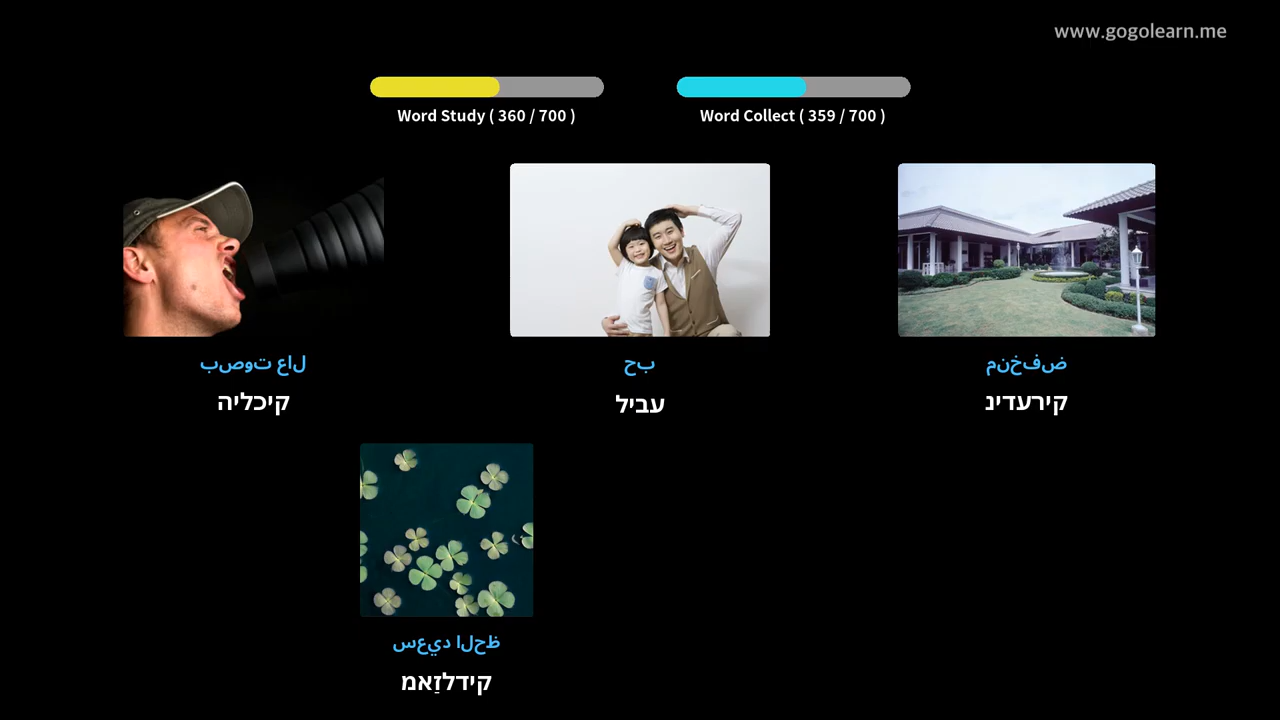 www.gogolearn.me
Word Study ( 360 / 700 )
Word Collect ( 359 / 700 )
لاع توصب
קיכליה
بح
עביל
ضفخنم
קירעדינ
ظحلا ديعس
קידלזַאמ